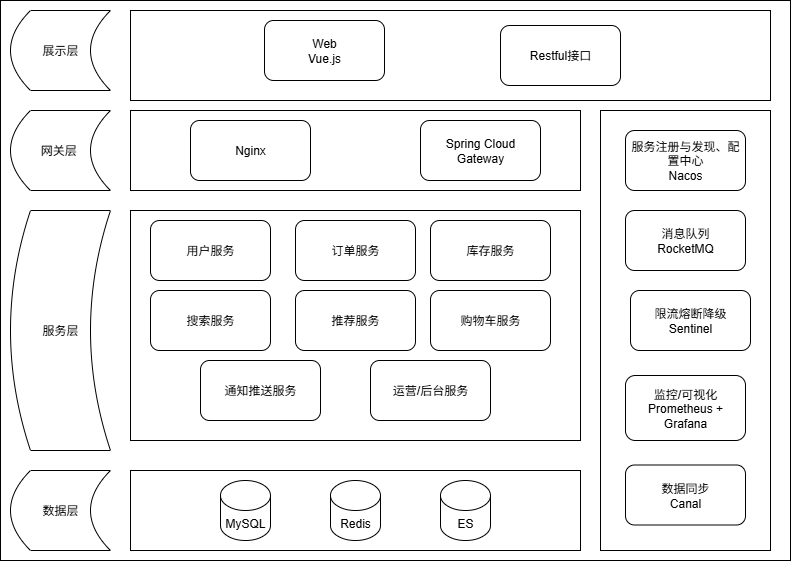 展示层
Web
Vue.js
Restful接口
网关层
Nginx
Spring Cloud
Gateway
服务层
用户服务
订单服务
库存服务
搜索服务
推荐服务
购物车服务
通知推送服务
运营/后台服务
数据层
MySQL
Redis
ES
服务注册与发现、配
置中心
Nacos
消息队列
RocketMQ
限流熔断降级
Sentinel
监控/可视化
Prometheus +
Grafana
数据同步
Canal